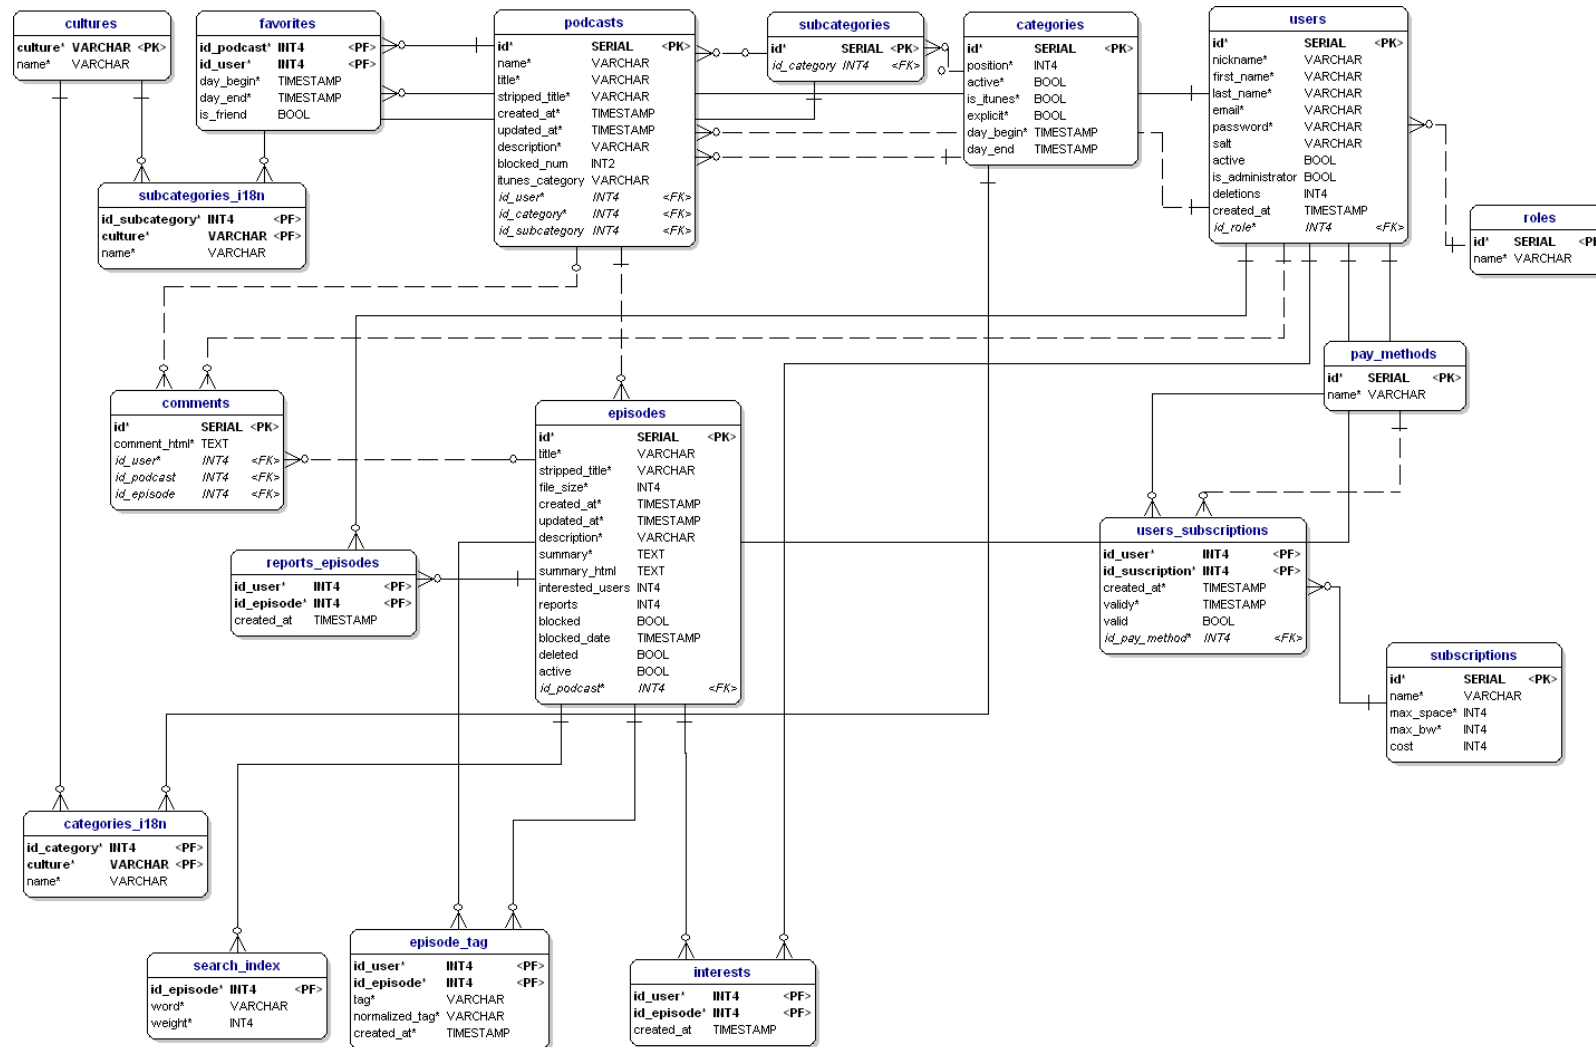 cultures
culture* VARCHAR <PK>
name* VARCHAR
favorites
id_podcast* INT4 <PF>
id_user* INT4 <PF>
day_begin* TIMESTAMP
day_end* TIMESTAMP
is_friend BOOL
podcasts
id* SERIAL <PK>
name* VARCHAR
title* VARCHAR
stripped_title* VARCHAR
created_at* TIMESTAMP
updated_at* TIMESTAMP
description* VARCHAR
blocked_num INT2
itunes_category VARCHAR
id_user* INT4 <FK>
id_category* INT4 <FK>
id_subcategory INT4 <FK>
subcategories
id* SERIAL <PK>
id_category INT4 <FK>
categories
id* SERIAL <PK>
position* INT4
active* BOOL
is_itunes* BOOL
explicit* BOOL
day_begin* TIMESTAMP
day_end TIMESTAMP
users
id* SERIAL <PK>
nickname* VARCHAR
first_name* VARCHAR
last_name* VARCHAR
email* VARCHAR
password* VARCHAR
salt VARCHAR
active BOOL
is_administrator BOOL
deletions INT4
created_at TIMESTAMP
id_role* INT4 <FK>
subcategories_i18n
id_subcategory* INT4 <PF>
culture* VARCHAR <PF>
name* VARCHAR
roles
id* SERIAL <PK
name* VARCHAR
pay_methods
id* SERIAL <PK>
name* VARCHAR
comments
id* SERIAL <PK>
comment_html* TEXT
id_user* INT4 <FK>
id_podcast INT4 <FK>
id_episode INT4 <FK>
episodes
id* SERIAL <PK>
title* VARCHAR
stripped_title* VARCHAR
file_size* INT4
created_at* TIMESTAMP
updated_at* TIMESTAMP
description* VARCHAR
summary* TEXT
summary_html TEXT
interested_users INT4
reports INT4
blocked BOOL
blocked_date TIMESTAMP
deleted BOOL
active BOOL
id_podcast* INT4 <FK>
reports_episodes
id_user* INT4 <PF>
id_episode* INT4 <PF>
created_at TIMESTAMP
users_subscriptions
id_user* INT4 <PF>
id_suscription* INT4 <PF>
created_at* TIMESTAMP
validy* TIMESTAMP
valid BOOL
id_pay_method* INT4 <FK>
subscriptions
id* SERIAL <PK>
name* VARCHAR
max_space* INT4
max_bw* INT4
cost INT4
categories_i18n
id_category* INT4 <PF>
culture* VARCHAR <PF>
name* VARCHAR
search_index
id_episode* INT4 <PF>
word* VARCHAR
weight* INT4
episode_tag
id_user* INT4 <PF>
id_episode* INT4 <PF>
tag* VARCHAR
normalized_tag* VARCHAR
created_at* TIMESTAMP
interests
id_user* INT4 <PF>
id_episode* INT4 <PF>
created_at TIMESTAMP